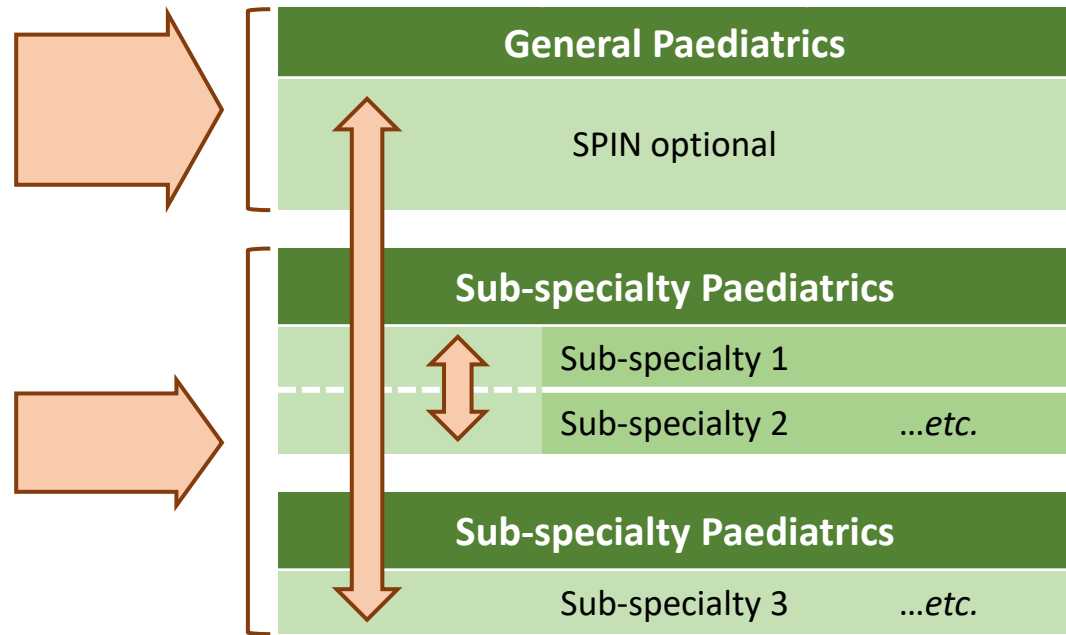 General Paediatrics
SPIN optional
Sub-specialty Paediatrics
Sub-specialty 1
Sub-specialty 2 …etc.
Sub-specialty Paediatrics
Sub-specialty 3 …etc.